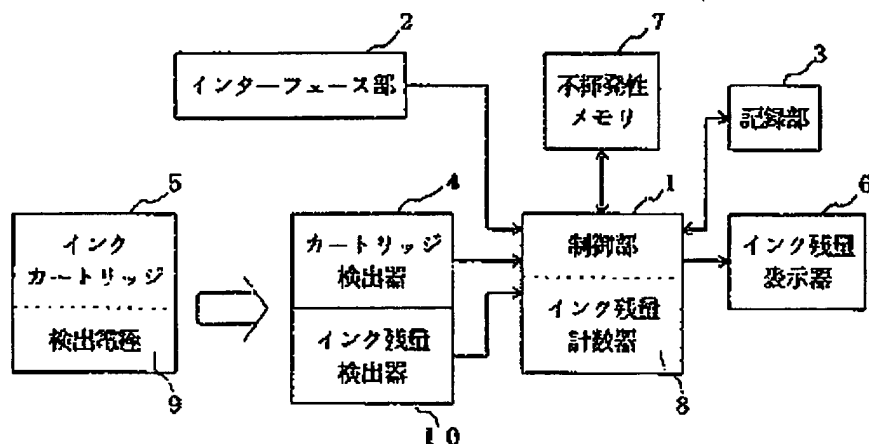 2
インターフェース部
7
不揮発性
メモリ
3
記録部
5
インク
カートリッジ
検出電極
9
4
カートリッジ
検出器
インク残量
検出器
10
1
制御部
インク残量
計数器
8
6
インク残量
表示器